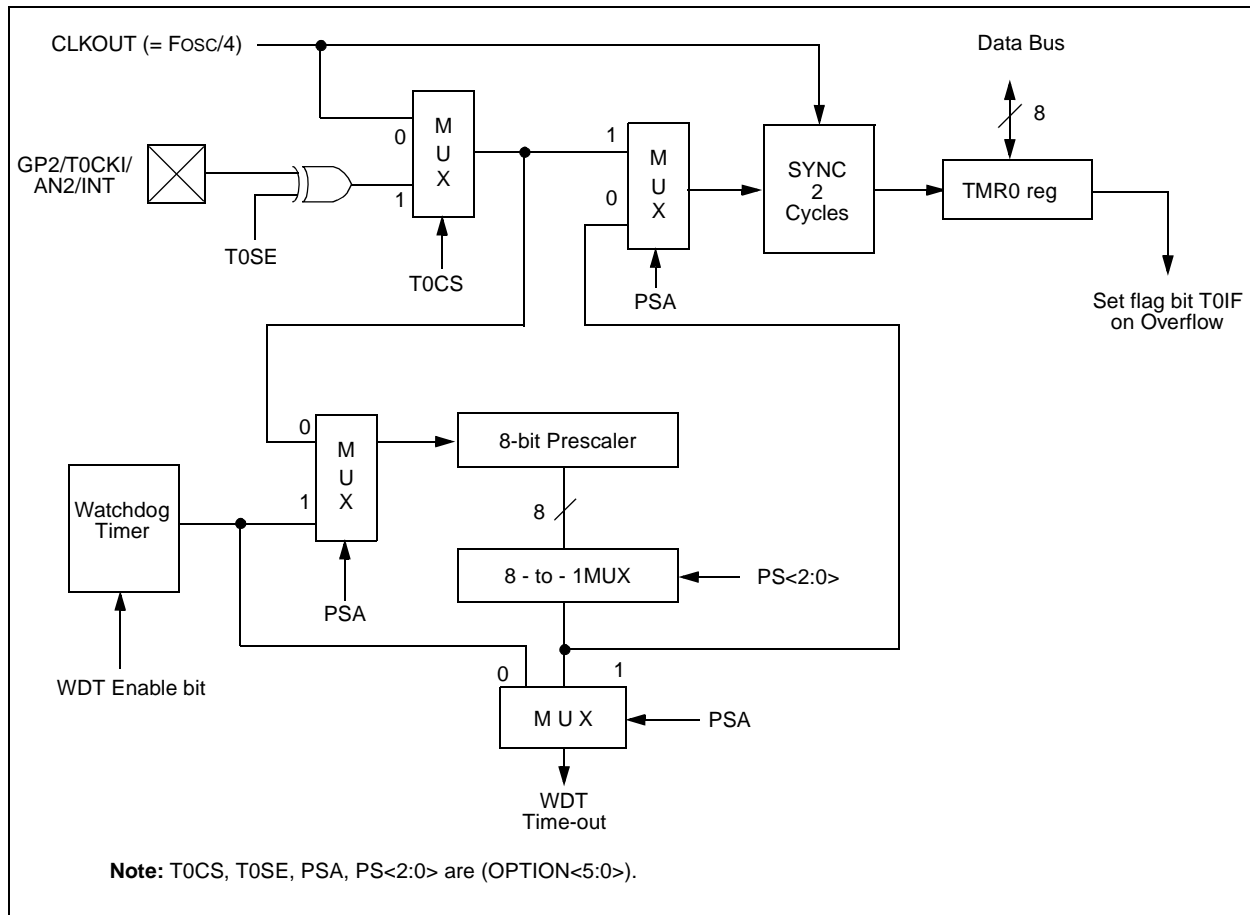 CLKOUT (= FOSC/4)
Data Bus
8
M
U
X
0
1
GP2/T0CKI/
AN2/INT
T0SE
T0CS
1
0
M
U
X
PSA
SYNC
2
Cycles
TMR0 reg
Set flag bit T0IF
on Overflow
0
1
M
U
X
PSA
8-bit Prescaler
8
Watchdog
Timer
8 - to - 1MUX
PS<2:0>
WDT Enable bit
0
1
M U X
PSA
WDT
Time-out
Note: T0CS, T0SE, PSA, PS<2:0> are (OPTION<5:0>).